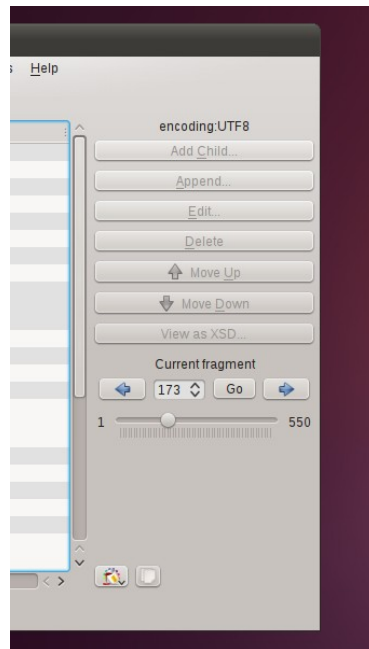 s Help
encoding:UTF8
Add Child...
Append...
Edit...
Delete
Move Up
Move Down
View as XSD...
Current fragment
173 Go
1 550